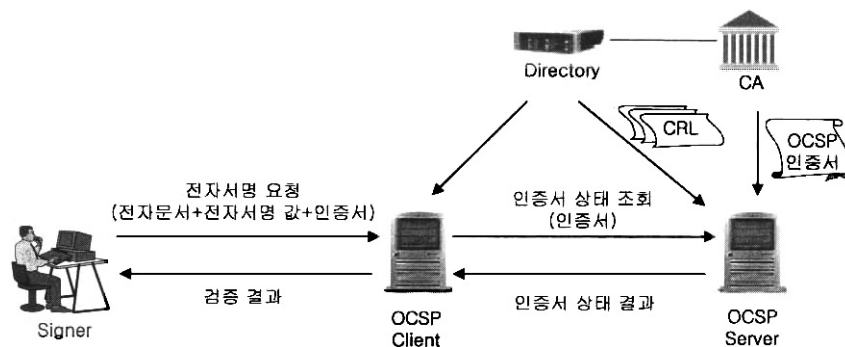 Directory
CA
CRL
OCSP
인증서
전자서명 요청
(전자문서+전자서명 값+인증서)
인증서 상태 조회
(인증서)
검증 결과
인증서 상태 결과
Signer
OCSP
Client
OCSP
Server